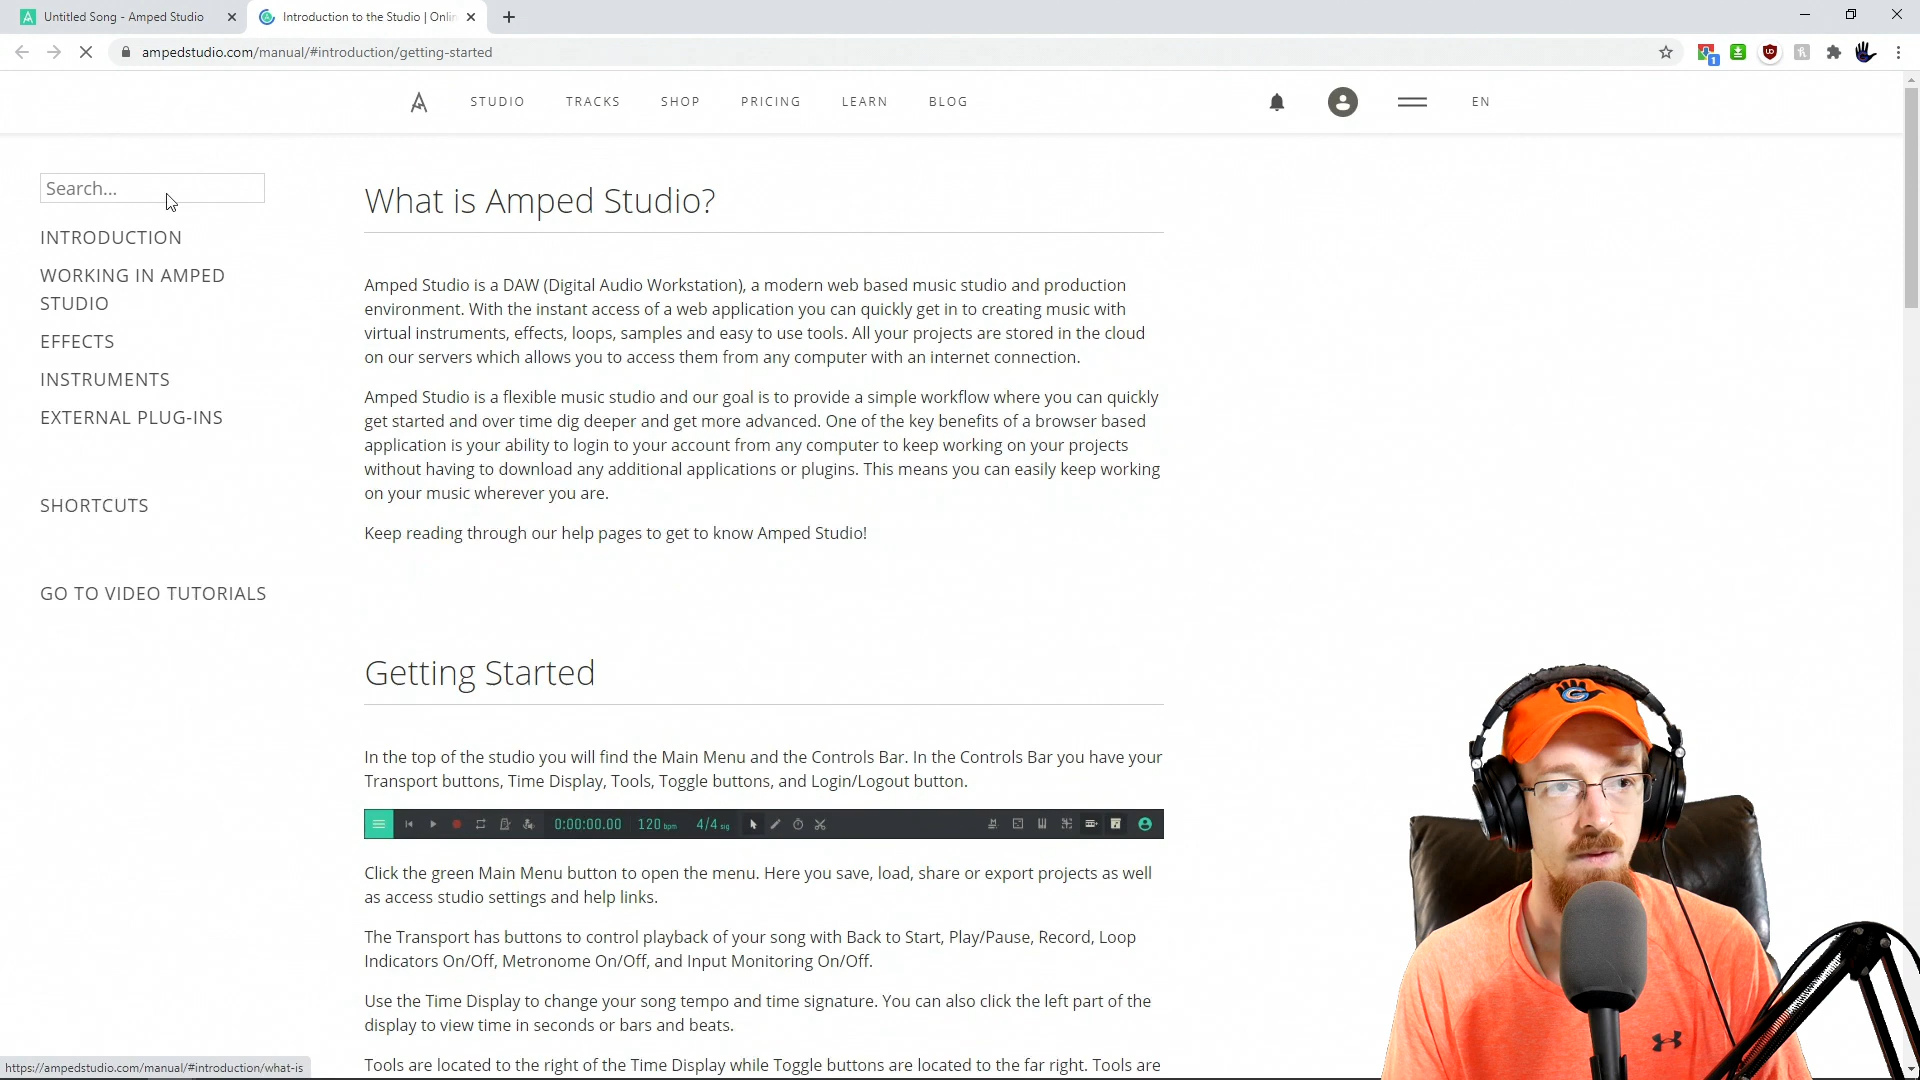 Untitled Song - Amped Studio
Introduction to the Studio | Onlin
ampedstudio.com/manual/#introduction/getting-started
1
STUDIO TRACKS SHOP PRICING LEARN BLOG
EN
Search...
INTRODUCTION
WORKING IN AMPED
STUDIO
EFFECTS
INSTRUMENTS
EXTERNAL PLUG-INS
SHORTCUTS
GO TO VIDEO TUTORIALS
What is Amped Studio?
Amped Studio is a DAW (Digital Audio Workstation), a modern web based music studio and production
environment. With the instant access of a web application you can quickly get in to creating music with
virtual instruments, effects, loops, samples and easy to use tools. All your projects are stored in the cloud
on our servers which allows you to access them from any computer with an internet connection.
Amped Studio is a flexible music studio and our goal is to provide a simple workflow where you can quickly
get started and over time dig deeper and get more advanced. One of the key benefits of a browser based
application is your ability to login to your account from any computer to keep working on your projects
without having to download any additional applications or plugins. This means you can easily keep working
on your music wherever you are.
Keep reading through our help pages to get to know Amped Studio!
Getting Started
In the top of the studio you will find the Main Menu and the Controls Bar. In the Controls Bar you have your
Transport buttons, Time Display, Tools, Toggle buttons, and Login/Logout button.
0:00:00.00 120 bpm 4/4 sig
Click the green Main Menu button to open the menu. Here you save, load, share or export projects as well
as access studio settings and help links.
The Transport has buttons to control playback of your song with Back to Start, Play/Pause, Record, Loop
Indicators On/Off, Metronome On/Off, and Input Monitoring On/Off.
Use the Time Display to change your song tempo and time signature. You can also click the left part of the
display to view time in seconds or bars and beats.
Tools are located to the right of the Time Display while Toggle buttons are located to the far right. Tools are
https://ampedstudio.com/manual/#introduction/what-is